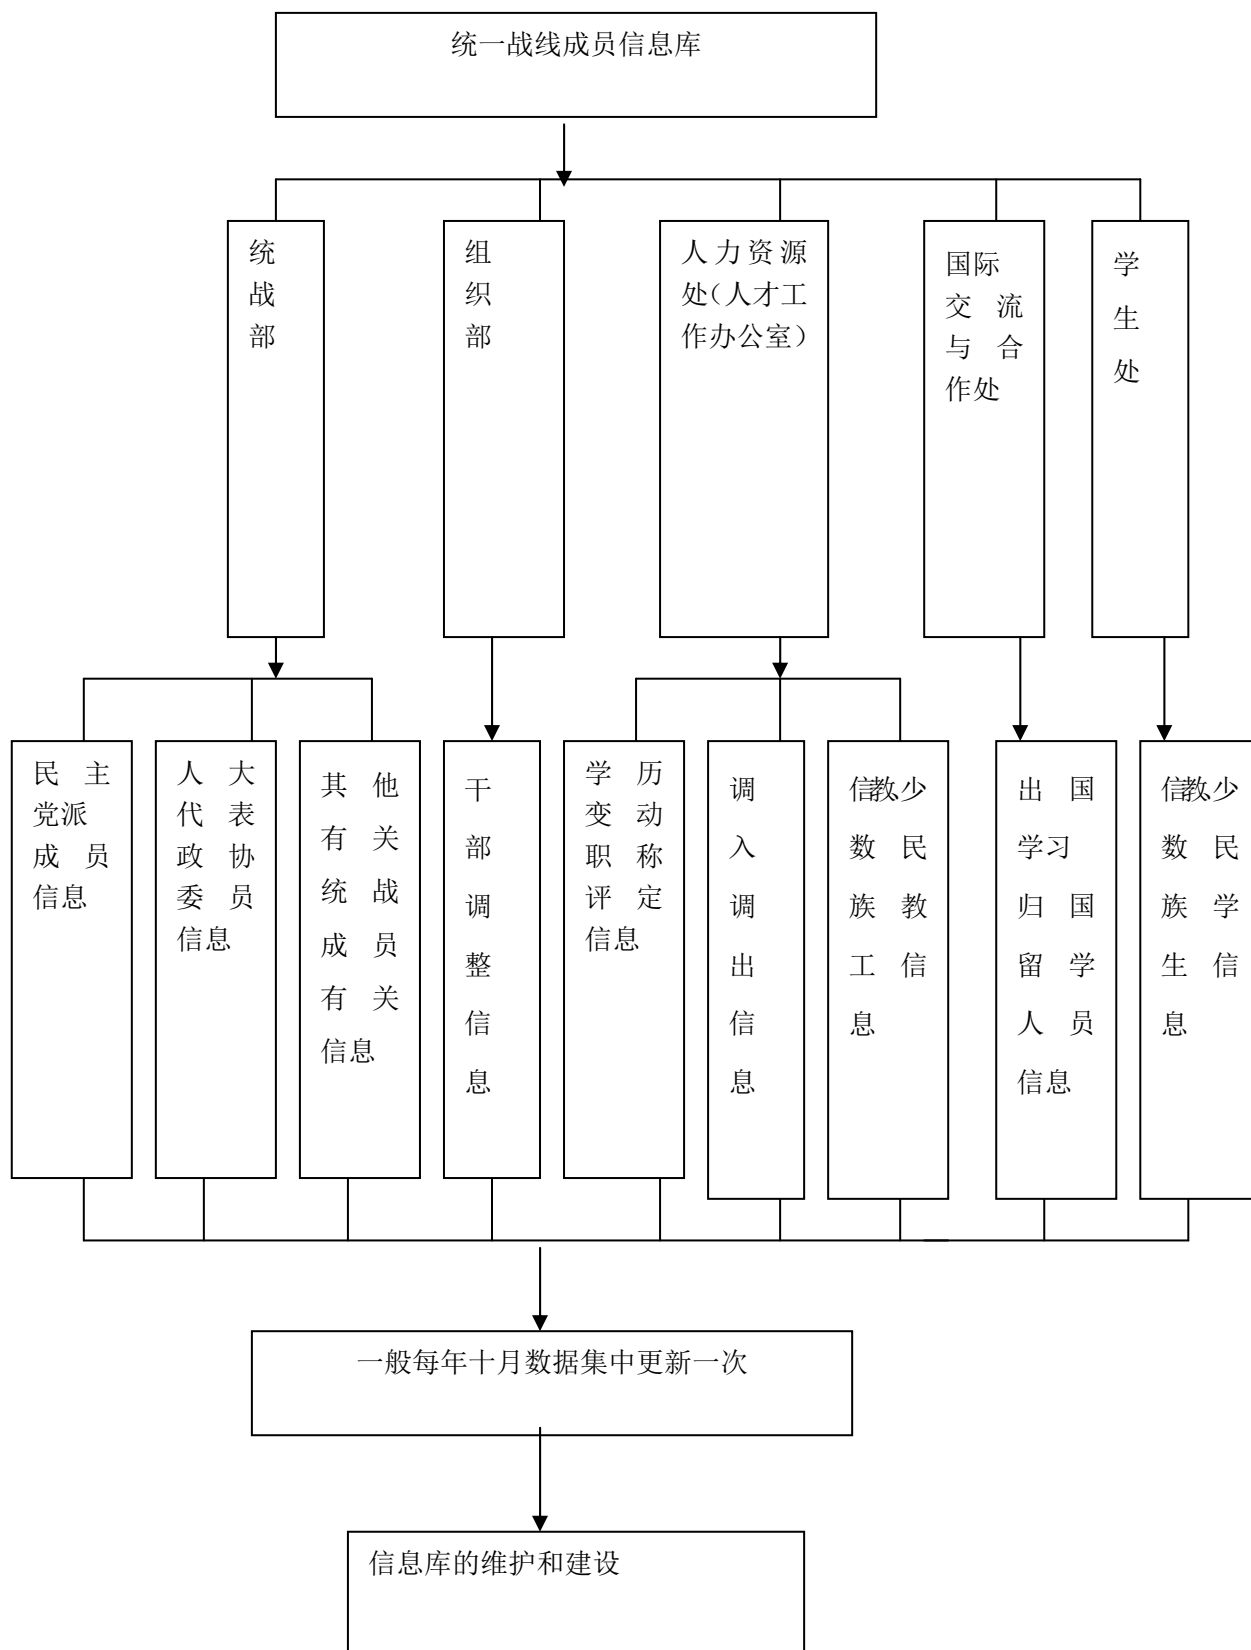 统一战线成员信息库
统
战
部
组
织
部
人力资源
处（人才工
作办公室）
国际
交流
与合
作处
学
生
处
民主
党派
成员
信息
人大
代表
政协
委员
信息
其他
有关
统战
成员
有关
信息
干
部
调
整
信
息
学历
变动
职称
评定
信息
调
入
调
出
信
息
信教、少
数民
族教
工信
息
出国
学习
归国
留学
人员
信息
信教、少
数民
族学
生信
息
一般每年十月数据集中更新一次
信息库的维护和建设